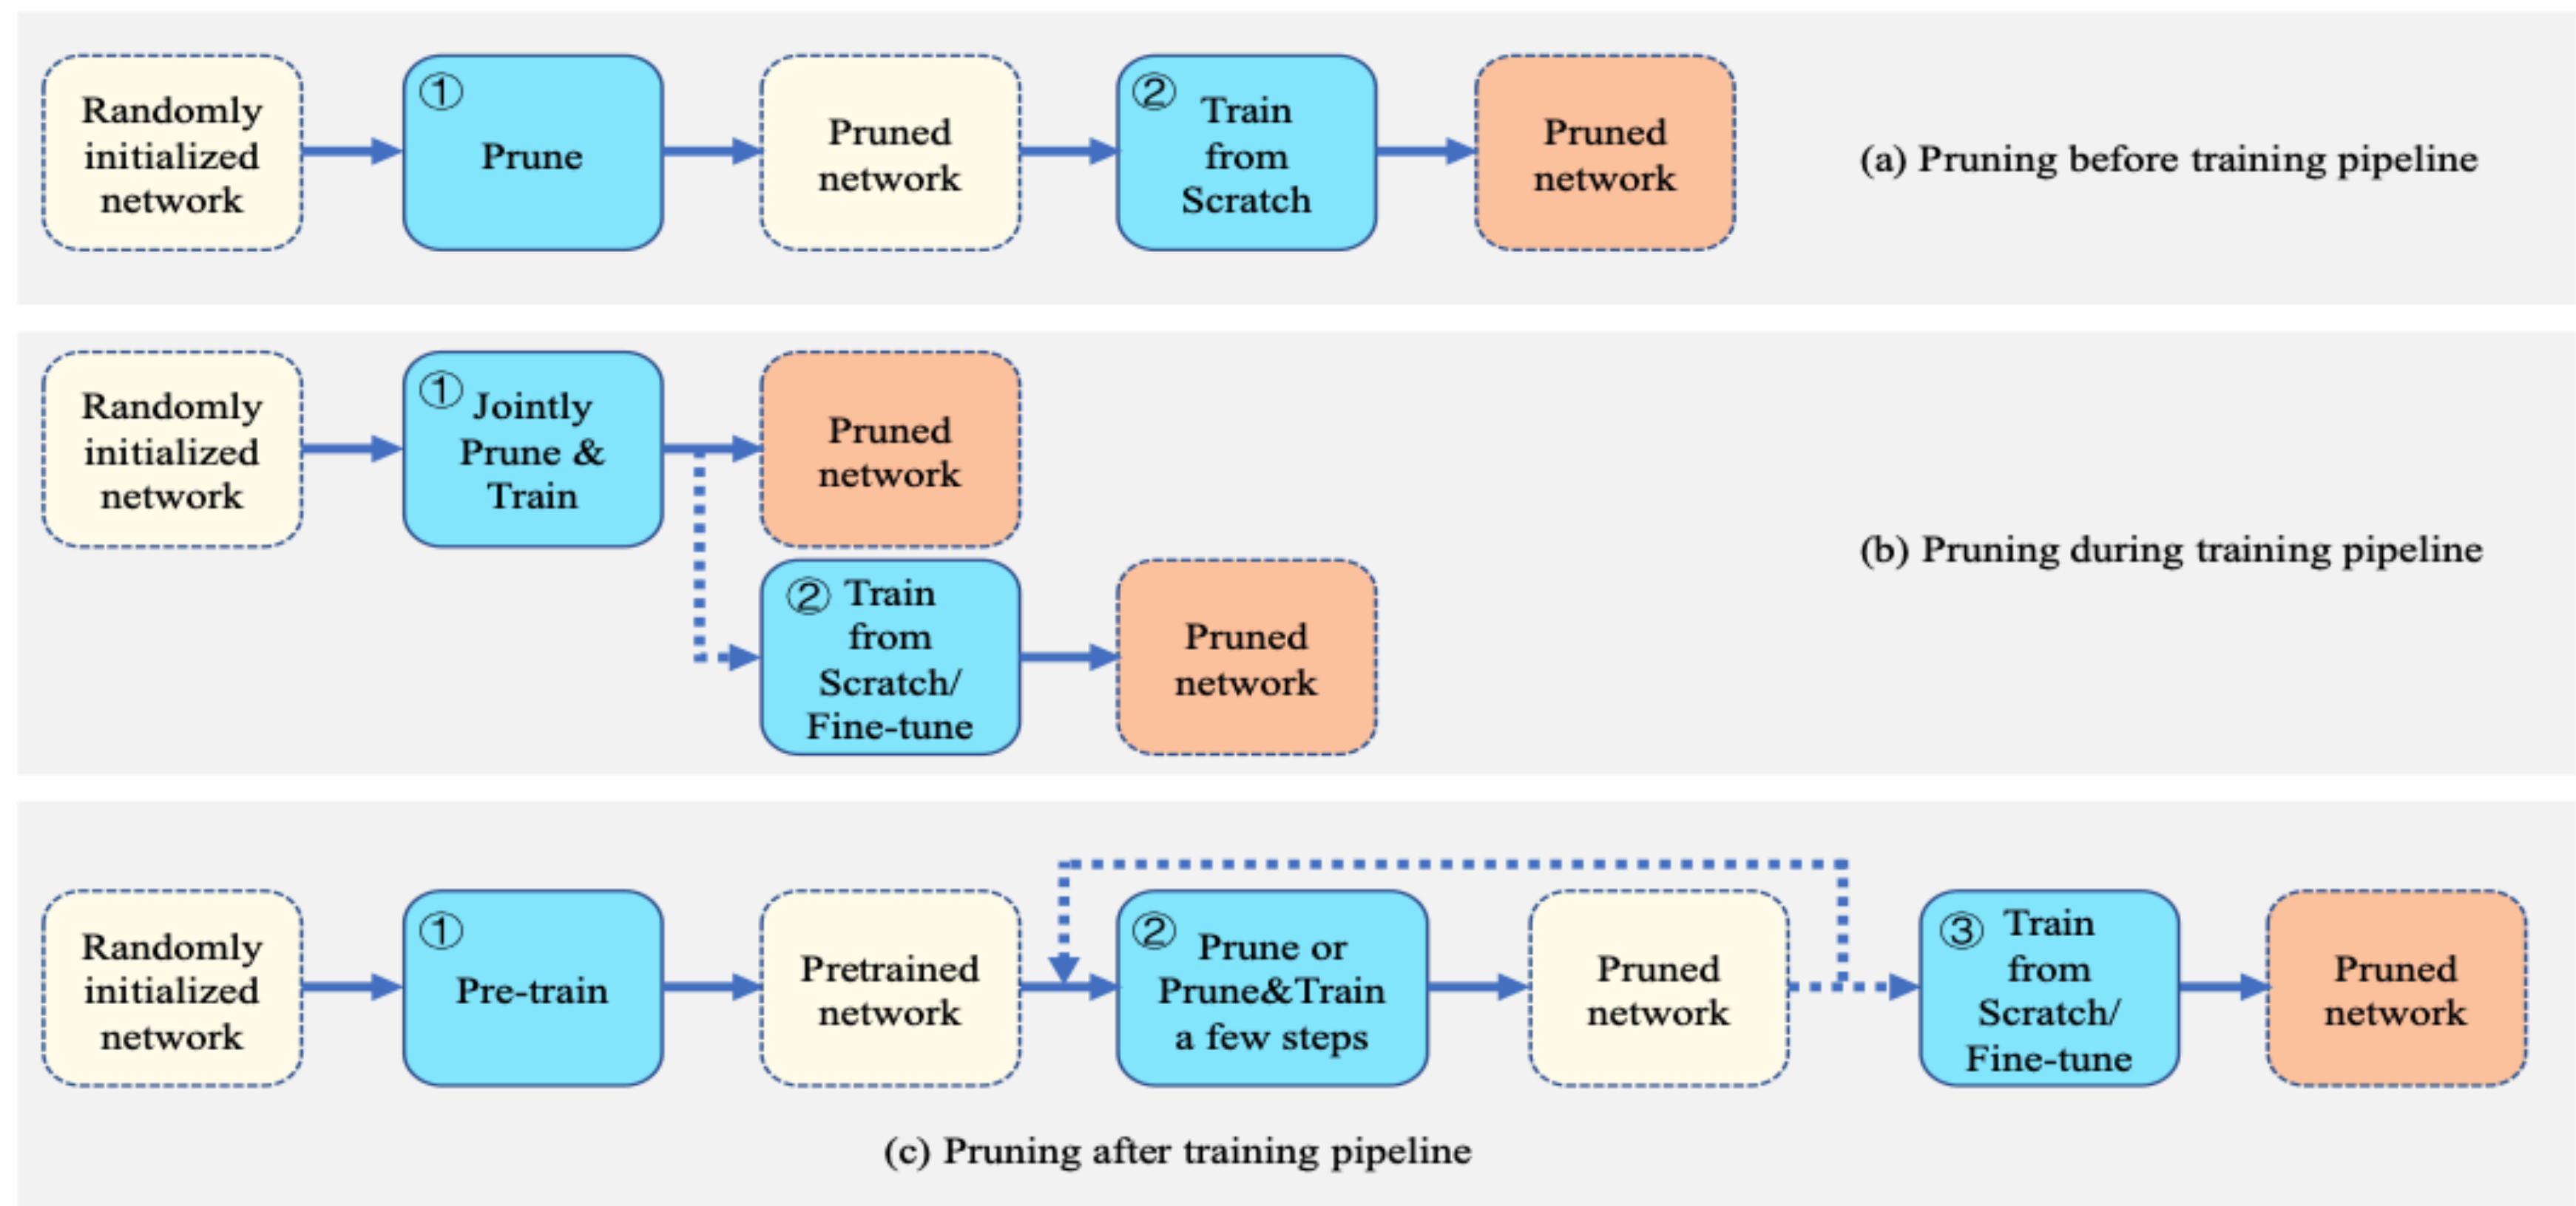 Randomly
initialized
network
①
Prune
Pruned
network
②
Train
from
Scratch
Pruned
network
(a) Pruning before training pipeline
Randomly
initialized
network
①
Jointly
Prune &
Train
Pruned
network
②
Train
from
Scratch/
Fine-tune
Pruned
network
(b) Pruning during training pipeline
Randomly
initialized
network
①
Pre-train
Pretrained
network
②
Prune or
Prune&Train
a few steps
Pruned
network
③
Train
from
Scratch/
Fine-tune
Pruned
network
(c) Pruning after training pipeline